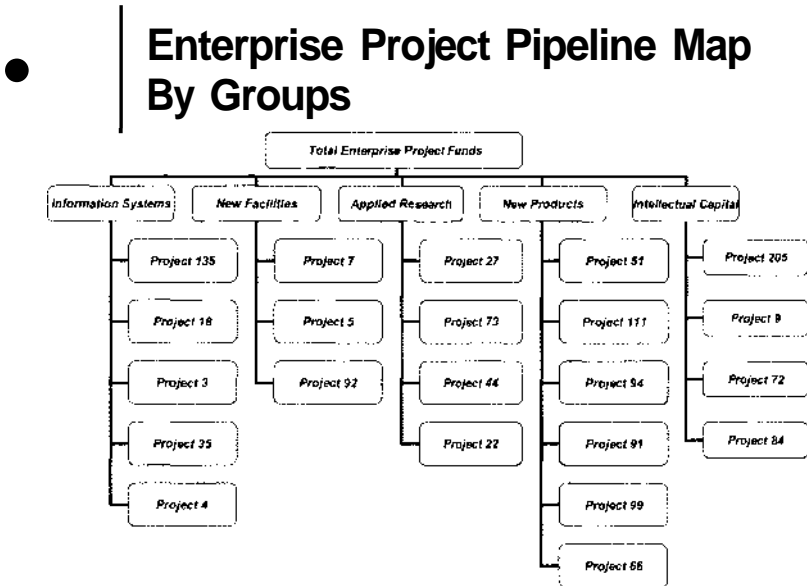 Enterprise Project Pipeline Map
By Groups
Total Enterprise Project Funds
Information Systems
New Facilities
Applied Research
New Products
Intellectual Capital
Project 135
Project 18
Project 3
Project 35
Project 4
Project 7
Project 5
Project 92
Project 27
Project 73
Project 44
Project 22
Project 51
Project 111
Project 94
Project 91
Project 99
Project 66
Project 205
Project 9
Project 72
Project 84